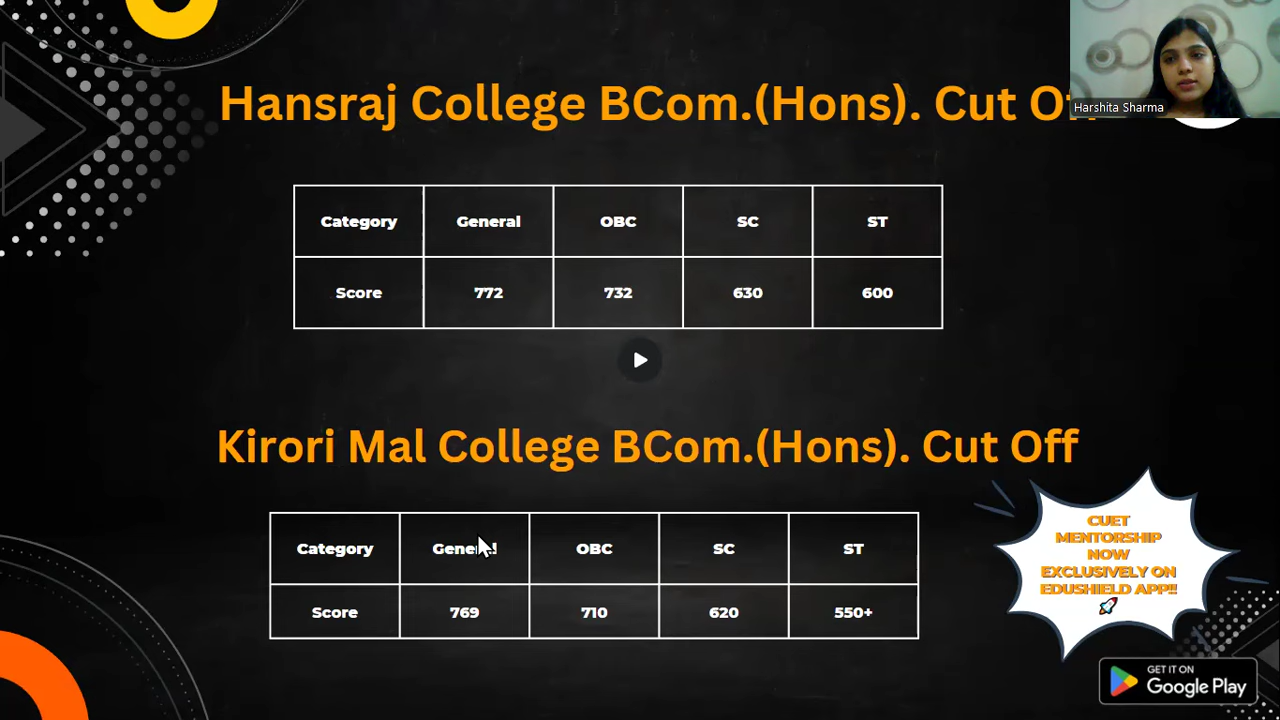 Hansraj College BCom.(Hons). Cut
Harshita Sharma
Category General OBC SC ST
Score 772 732 630 600
Kirori Mal College BCom.(Hons). Cut Off
Category General OBC SC ST
Score 769 710 620 550+
CUET
MENTORSHIP
NOW
EXCLUSIVELY ON
EDUSHIELD APP!!
GET IT ON
Google Play